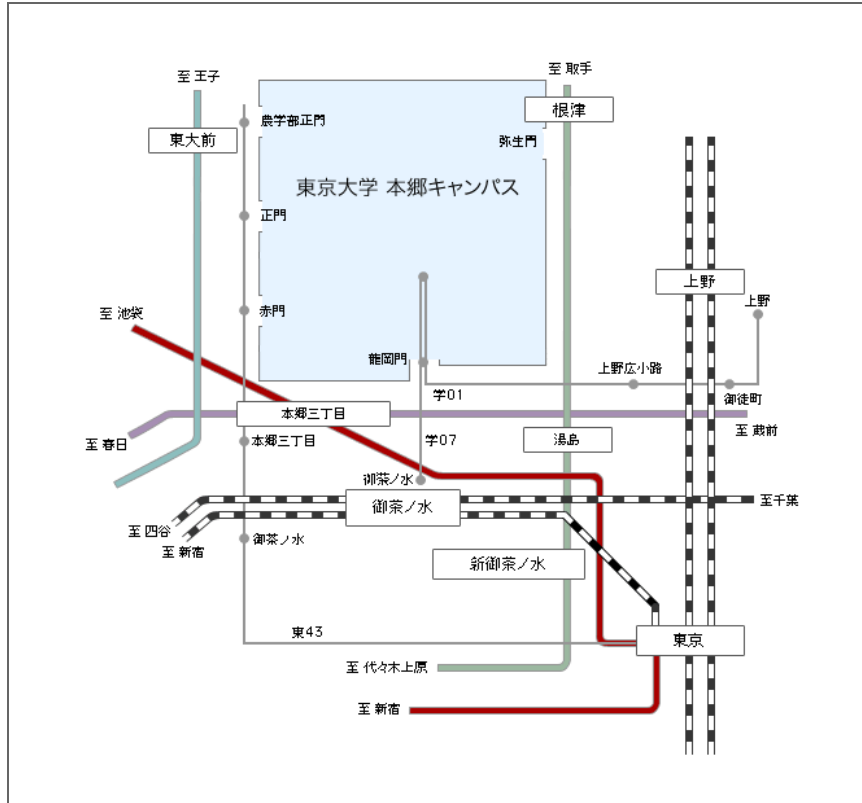 至 王子
至 取手
根津
農学部正門
東大前
弥生門
東京大学 本郷キャンパス
正門
上野
上野
至 池袋
赤門
龍岡門
上野広小路
学01
御徒町
本郷三丁目
至 蔵前
至 春日
本郷三丁目
学07
湯島
御茶ノ水
御茶ノ水
至千葉
至 四谷
至 新宿
御茶ノ水
新御茶ノ水
東43
東京
至 代々木上原
至 新宿